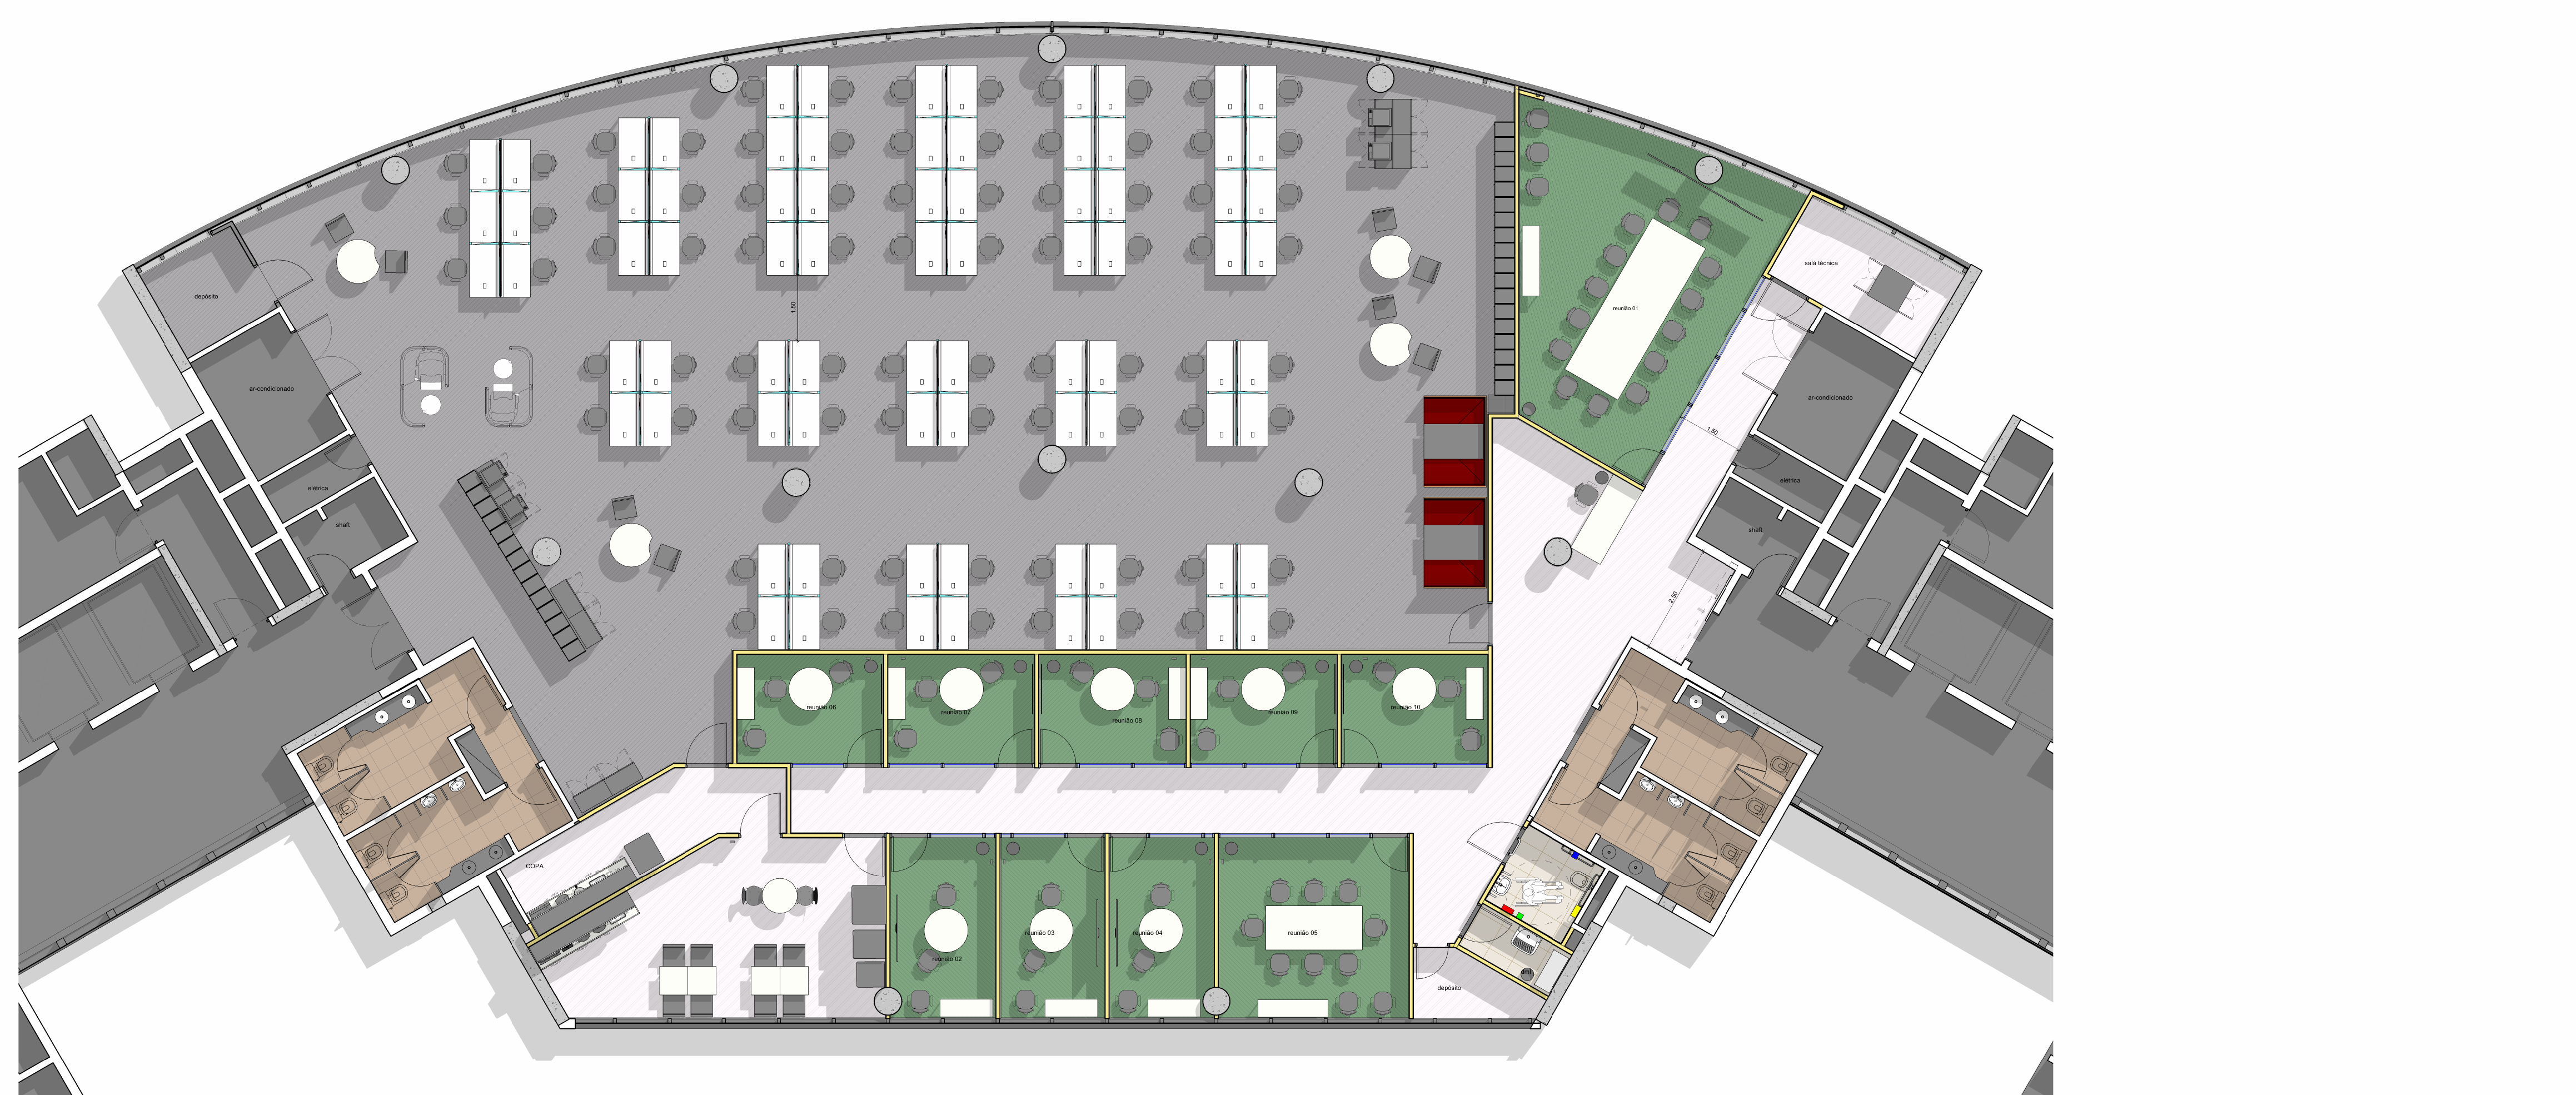 depósito
ar-condicionado
elétrica
shaft
1.50
reunião 01
sala técnica
ar-condicionado
1.50
elétrica
shaft
2.50
reunião 06
reunião 07
reunião 08
reunião 09
reunião 10
COPA
reunião 02
reunião 03
reunião 04
reunião 05
dml
depósito